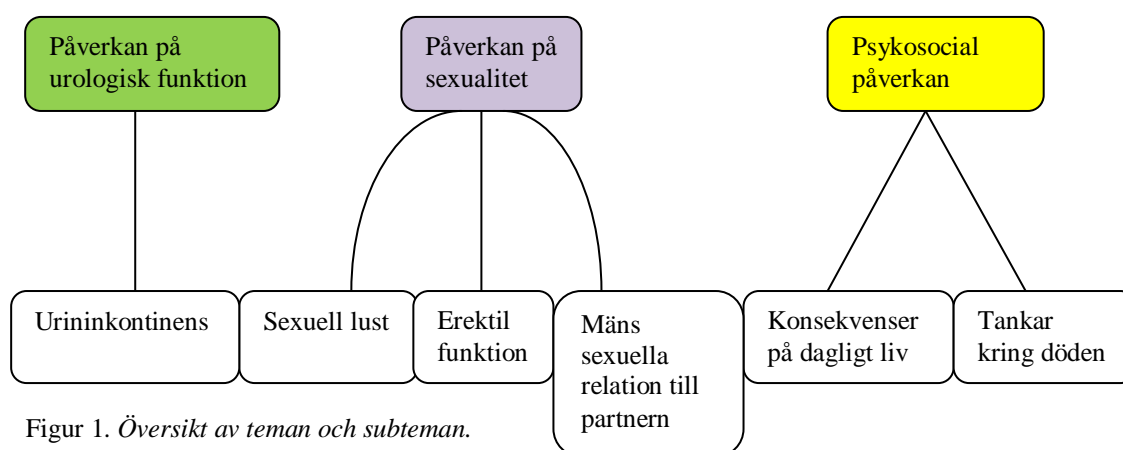 Påverkan på
urologisk funktion
Påverkan på
sexualitet
Psykosocial
påverkan
Urininkontinens
Sexuell lust
Erektil
funktion
Mäns
sexuella
relation till
partnern
Konsekvenser
på dagligt liv
Tankar
kring döden
Figur 1. Översikt av teman och subteman.